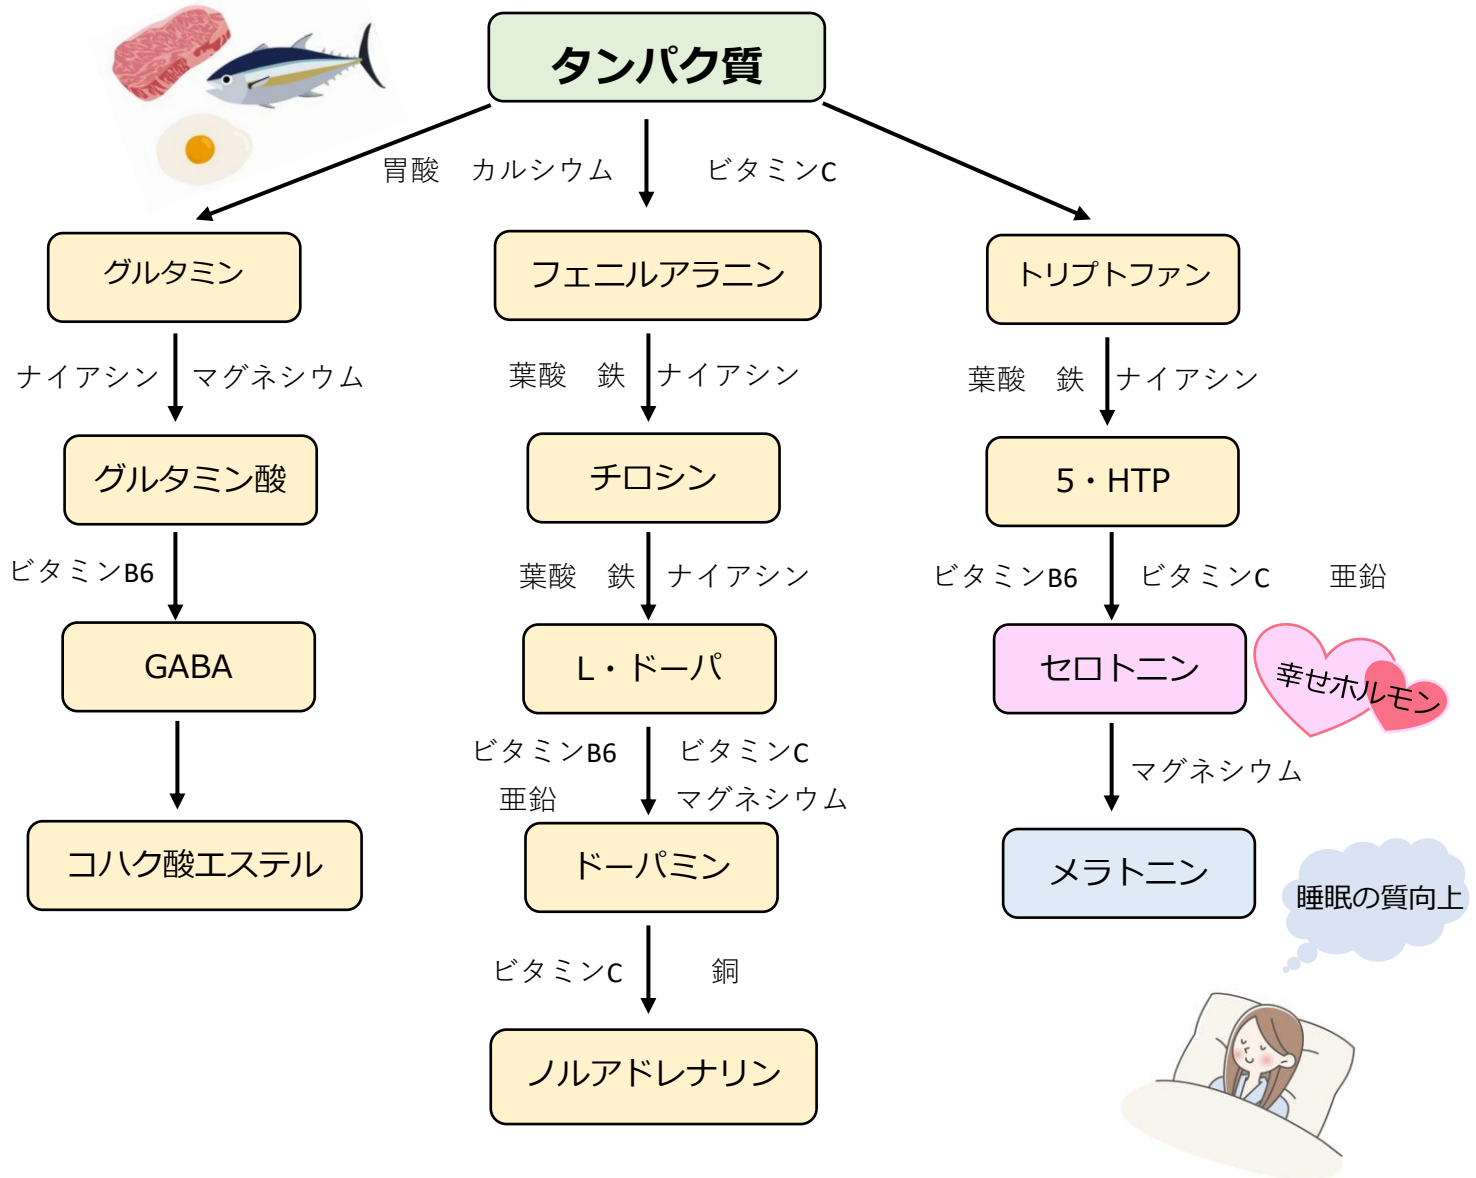 タンパク質
胃酸 カルシウム ビタミンC
グルタミン フェニルアラニン トリプトファン
ナイアシン マグネシウム 葉酸 鉄 ナイアシン 葉酸 鉄 ナイアシン
グルタミン酸 チロシン 5・HTP
ビタミンB6 葉酸 鉄 ナイアシン ビタミンB6 ビタミンC 亜鉛
GABA L・ドーパ セロトニン 幸せホルモン
ビタミンB6 ビタミンC マグネシウム
亜鉛 マグネシウム
コハク酸エステル ドーパミン メラトニン 睡眠の質向上
ビタミンC 銅
ノルアドレナリン